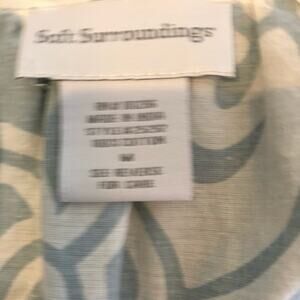 Soft Surroundings
MADE IN INDIA
100% COTTON
M
SEE REVERSE
FOR CARE